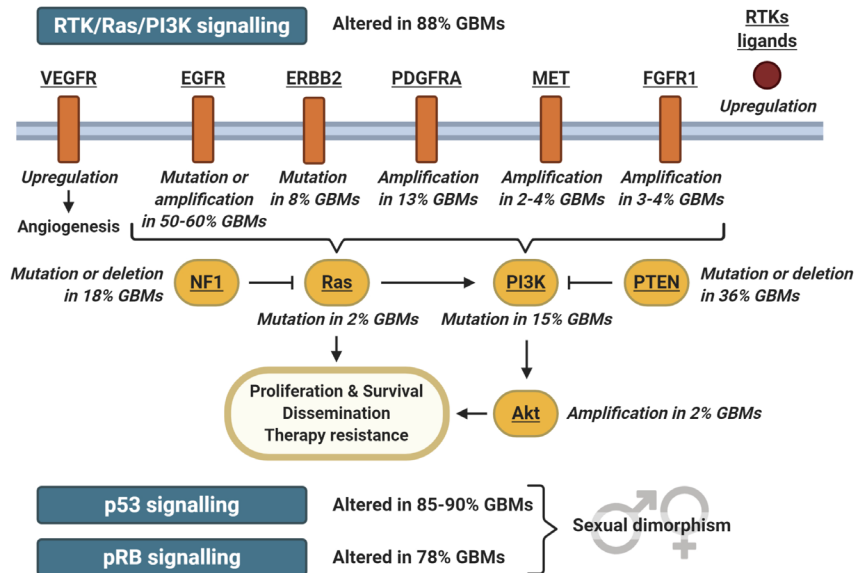 RTK/Ras/PI3K signalling
Altered in 88% GBMs
RTKs
ligands
Upregulation
VEGFR
EGFR
ERBB2
PDGFRA
MET
FGFR1
Upregulation
Angiogenesis
Mutation or
amplification
in 50-60% GBMs
Mutation
in 8% GBMs
Amplification
in 13% GBMs
Amplification
in 2-4% GBMs
Amplification
in 3-4% GBMs
Mutation or deletion
in 18% GBMs
NF1
Ras
PI3K
PTEN
Mutation or deletion
in 36% GBMs
Mutation in 2% GBMs
Mutation in 15% GBMs
Proliferation & Survival
Dissemination
Therapy resistance
Akt
Amplification in 2% GBMs
p53 signalling
Altered in 85-90% GBMs
Sexual dimorphism
pRB signalling
Altered in 78% GBMs